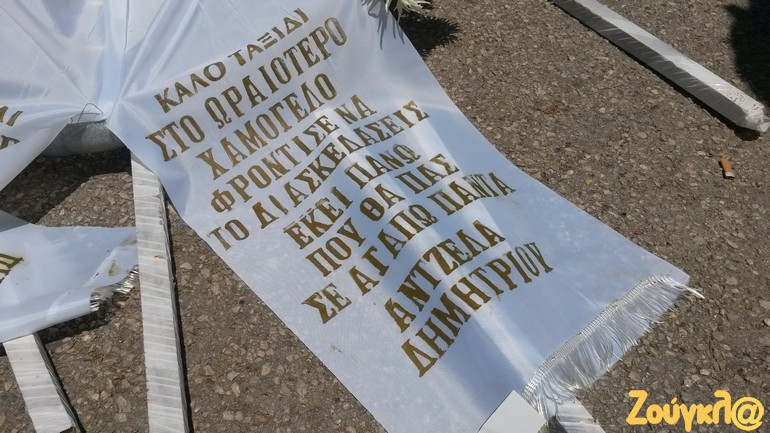 ΚΑΛΟ ΤΑΞΙΔΙ
ΣΤΟ ΩΡΑΙΟΤΕΡΟ
ΧΑΜΟΓΕΛΟ
ΦΡΟΝΤΙΣΕ ΝΑ
ΤΟ ΔΙΑΣΚΕΔΑΣΕΙΣ
ΕΚΕΙ ΠΑΝΩ
ΠΟΥ ΘΑ ΠΑΣ
ΣΕ ΑΓΑΠΩ ΠΑΝΤΑ
ΑΝΤΖΕΛΑ
ΔΗΜΗΤΡΙΟΥ
Ζούγκλ@